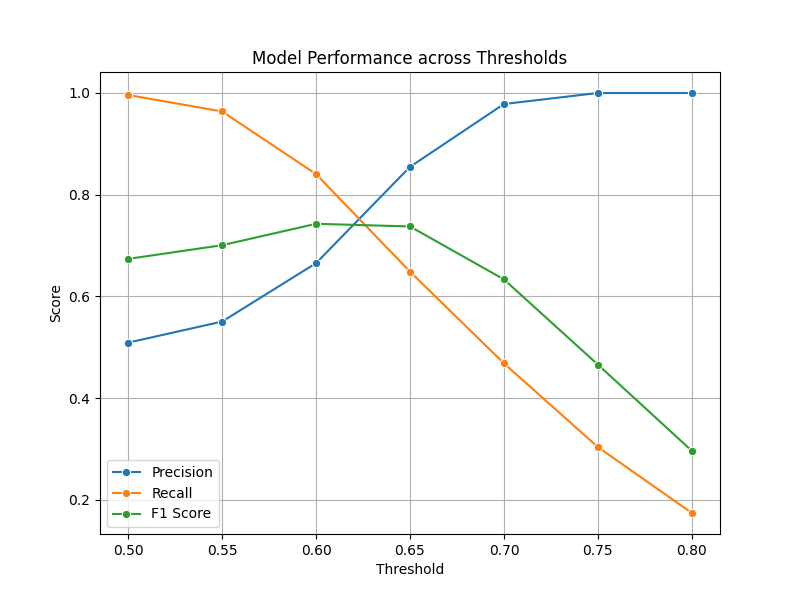 Model Performance across Thresholds
Score
1.0
0.8
0.6
0.4
0.2
Precision
Recall
F1 Score
0.50 0.55 0.60 0.65 0.70 0.75 0.80
Threshold